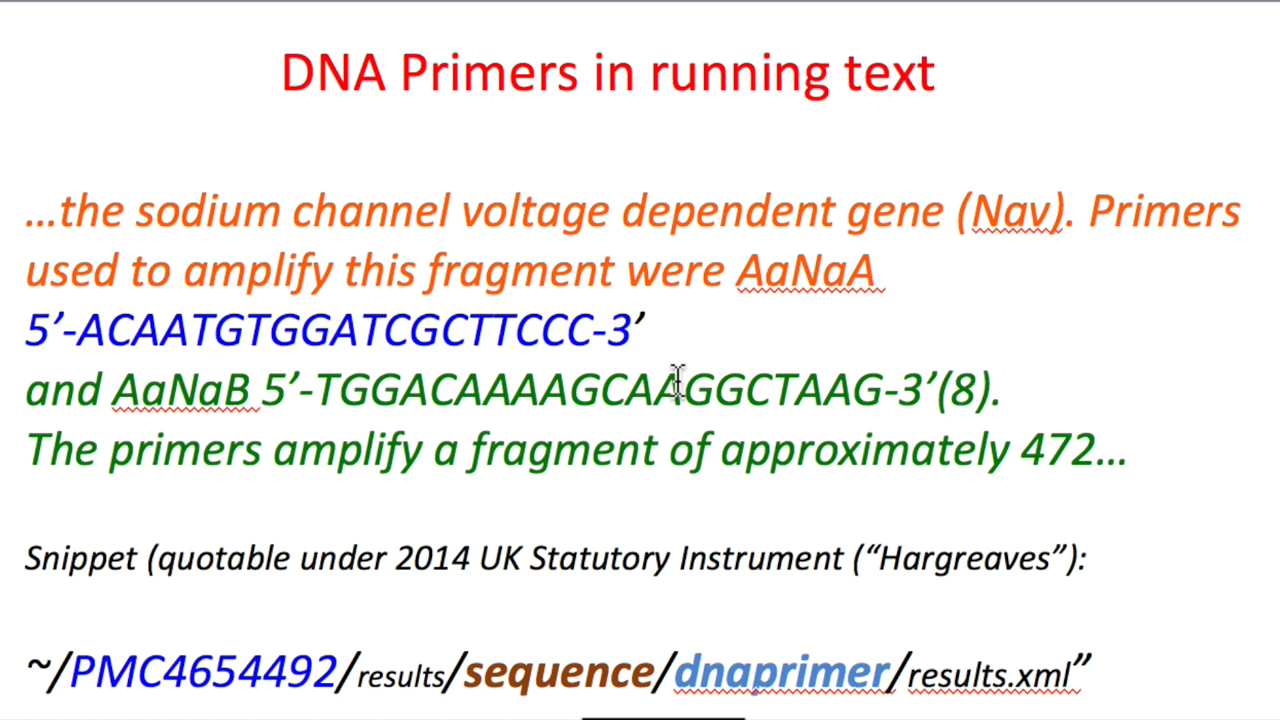 DNA Primers in running text
…the sodium channel voltage dependent gene (Nav). Primers
used to amplify this fragment were AaNaA
5’-ACAATGTGGATCGCTTCCC-3’
and AaNaB 5’-TGGACAAAAGCAAGGCTAAG-3’(8).
The primers amplify a fragment of approximately 472…
Snippet (quotable under 2014 UK Statutory Instrument (“Hargreaves”):
~/PMC4654492/results/sequence/dnaprimer/results.xml”